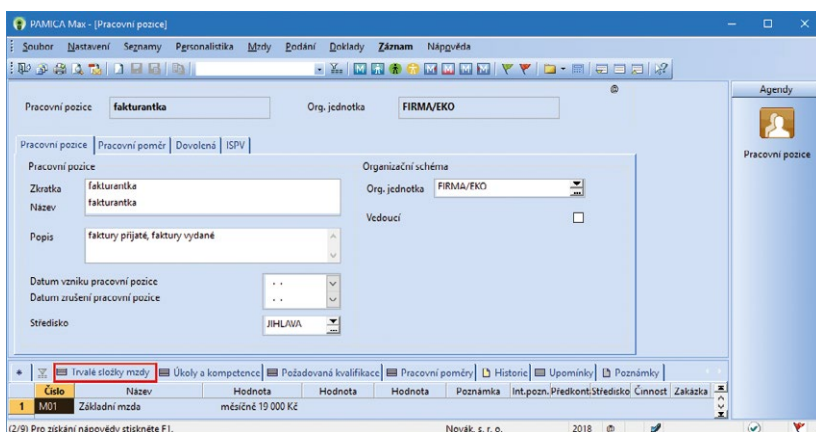 PAMICA Max - [Pracovní pozice]
Soubor Nastavení Seznamy Personalistika Mzdy Podání Doklady Záznam Nápověda
Agendy
Pracovní pozice fakturantka Org. jednotka FIRMA/EKO
Pracovní pozice
Pracovní pozice Pracovní poměr Dovolená ISPV
Pracovní pozice Organizační schéma
Zkratka fakturantka Org. jednotka FIRMA/EKO
Název fakturantka
Vedoucí
Popis faktury přijaté, faktury vydané
Datum vzniku pracovní pozice . .
Datum zrušení pracovní pozice . .
Středisko JIHLAVA
Trvalé složky mzdy Úkoly a kompetence Požadovaná kvalifikace Pracovní poměry Historie Upomínky Poznámky
Číslo Název Hodnota Hodnota Hodnota Poznámka Int.pozn. Předkont. Středisko Činnost Zakázka
1 M01 Základní mzda měsíčně 19 000 Kč
(2/9) Pro získání nápovědy stiskněte F1. Novák, s. r. o. 2018 @